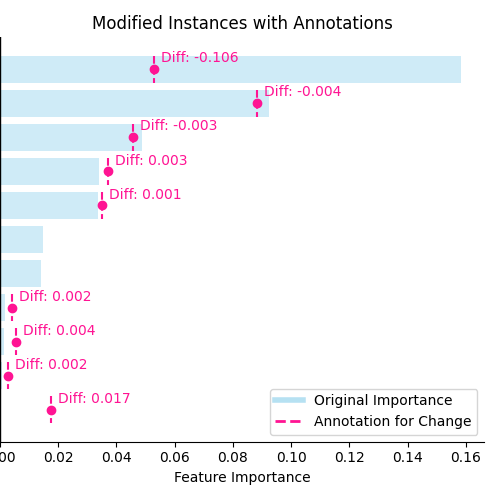 Modified Instances with Annotations
Diff: -0.106
Diff: -0.004
Diff: -0.003
Diff: 0.003
Diff: 0.001
Diff: 0.002
Diff: 0.004
Diff: 0.002
Diff: 0.017
Original Importance
Annotation for Change
00 0.02 0.04 0.06 0.08 0.10 0.12 0.14 0.16
Feature Importance